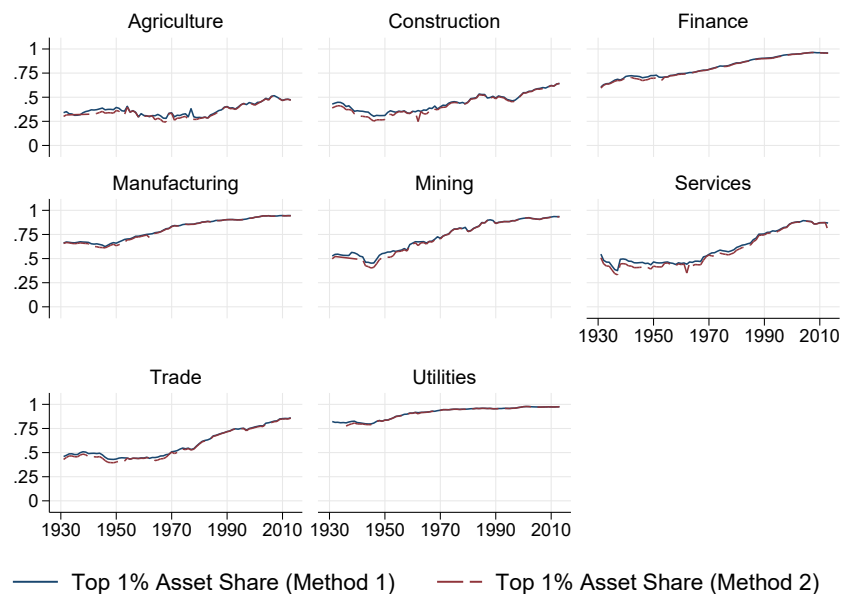 Agriculture
Construction
Finance
1
.75
.5
.25
0
Manufacturing
Mining
Services
1
.75
.5
.25
0
1930 1950 1970 1990 2010
Trade
Utilities
1
.75
.5
.25
0
1930 1950 1970 1990 2010
1930 1950 1970 1990 2010
Top 1% Asset Share (Method 1)
Top 1% Asset Share (Method 2)